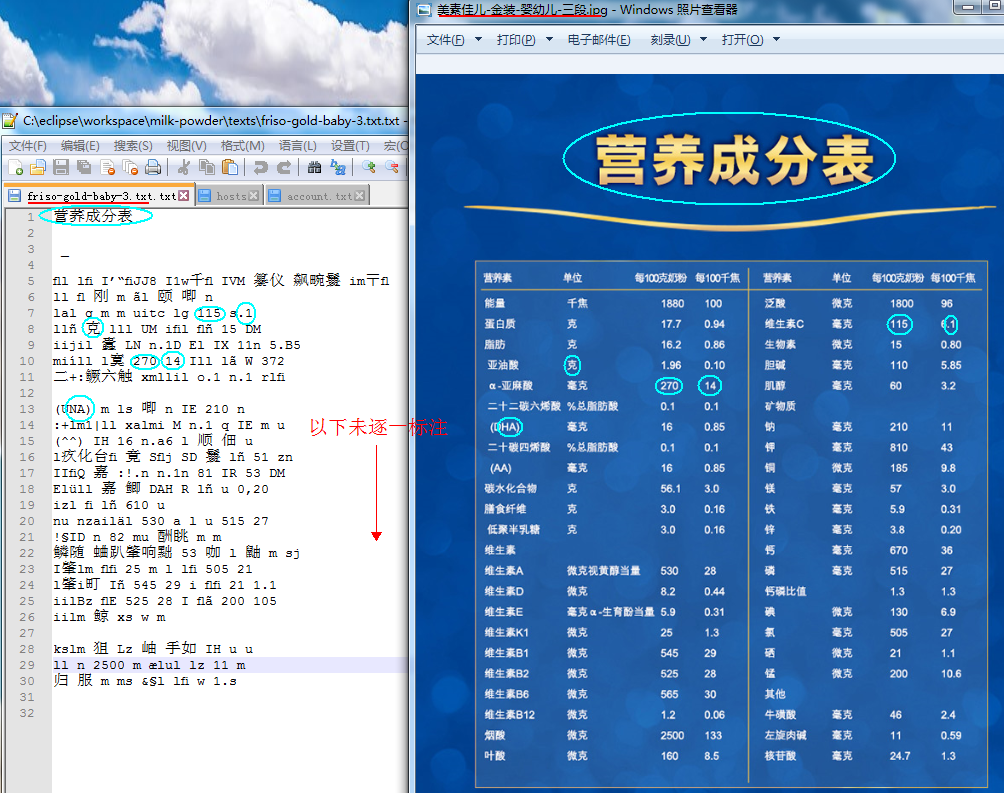 C:\eclipse\workspace\milk-powder\texts\friso-gold-baby-3.txt.txt -
文件(F) 编辑(E) 搜索(S) 视图(V) 格式(M) 语言(L) 设置(T) 宏(O
friso-gold-baby-3.txt.txt hosts account.txt
1 营养成分表
2
3 _
4
5 ﬂl lﬁ I’“ﬁJJ8 I1w千ﬁ IVM 篓仪 飙畹鬟 im〒ﬂ
6 ll ﬂ 刚 m ãl 颐 唧 n
7 lal g m m uitc lg 115 s.1
8 llñ 克 lll UM iﬁl ﬂñ 15 DM
9 iijil 囊 LN n.1D El IX 11n 5.B5
10 miíll l寞 270 14 Ill lã W 372
11 二+:鳜六触 xmllil o.1 n.1 rlﬁ
12
13 (UNA) m ls 唧 n IE 210 n
14 :+lm1|ll xalmi M n.1 q IE m u
15 (^^) IH 16 n.a6 l 顺 佃 u
16 l疚化台ﬁ 竟 Sﬂj SD 鬟 lñ 51 zn
17 IIﬁQ 嘉 :!.n n.1n 81 IR 53 DM
18 Elüll 嘉 鲫 DAH R lñ u 0,20
19 izl ﬁ lñ 610 u
20 nu nzailäl 530 a l u 515 27
21 !§ID n 82 mu 酬眺 m m
22 鳞随 蛐趴肇响黜 53 咖 l 鼬 m sj
23 I肇lm ﬂﬁ 25 m l lﬁ 505 21
24 l肇i町 Iñ 545 29 i ﬂﬁ 21 1.1
25 iilBz ﬂE 525 28 I ﬂã 200 105
26 iilm 鲸 xs w m
27
28 kslm 狙 Lz 岫 手如 IH u u
29 ll n 2500 m ælul lz 11 m
30 归 服 m ms &§l lﬁ w 1.s
31
32
以下未逐一标注
美素佳儿-金装-婴幼儿-三段.jpg - Windows 照片查看器
文件(F) 打印(P) 电子邮件(E) 刻录(U) 打开(O)
营养成分表
营养素 单位 每100克奶粉 每100千焦 营养素 单位 每100克奶粉 每100千焦
能量 千焦 1880 100 泛酸 微克 1800 96
蛋白质 克 17.7 0.94 维生素C 毫克 115 6.1
脂肪 克 16.2 0.86 生物素 微克 15 0.80
亚油酸 克 1.96 0.10 胆碱 毫克 110 5.85
α-亚麻酸 毫克 270 14 肌醇 毫克 60 3.2
二十二碳六烯酸 %总脂肪酸 0.1 0.1 矿物质
(DHA) 毫克 16 0.85 钠 毫克 210 11
二十碳四烯酸 %总脂肪酸 0.1 0.1 钾 毫克 810 43
(AA) 毫克 16 0.85 铜 微克 185 9.8
碳水化合物 克 56.1 3.0 镁 毫克 57 3.0
膳食纤维 克 3.0 0.16 铁 毫克 5.9 0.31
低聚半乳糖 克 3.0 0.16 锌 毫克 3.8 0.20
维生素 钙 毫克 670 36
维生素A 微克视黄醇当量 530 28 磷 毫克 515 27
维生素D 微克 8.2 0.44 钙磷比值 1.3 1.3
维生素E 毫克α-生育酚当量 5.9 0.31 碘 微克 130 6.9
维生素K1 微克 25 1.3 氯 毫克 505 27
维生素B1 微克 545 29 硒 微克 21 1.1
维生素B2 微克 525 28 锰 微克 200 10.6
维生素B6 微克 565 30 其他
维生素B12 微克 1.2 0.06 牛磺酸 毫克 46 2.4
烟酸 微克 2500 133 左旋肉碱 毫克 11 0.59
叶酸 微克 160 8.5 核苷酸 毫克 24.7 1.3